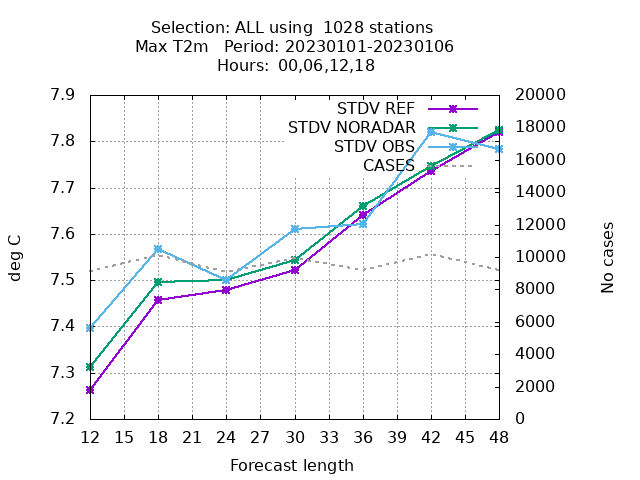 Selection: ALL using  1028 stations
Max T2m   Period: 20230101-20230106
Hours:  00,06,12,18
7.9
7.8
7.7
7.6
7.5
7.4
7.3
7.2
deg C
STDV REF
STDV NORADAR
STDV OBS
CASES
20000
18000
16000
14000
12000
10000
8000
6000
4000
2000
0
No cases
12 15 18 21 24 27 30 33 36 39 42 45 48
Forecast length